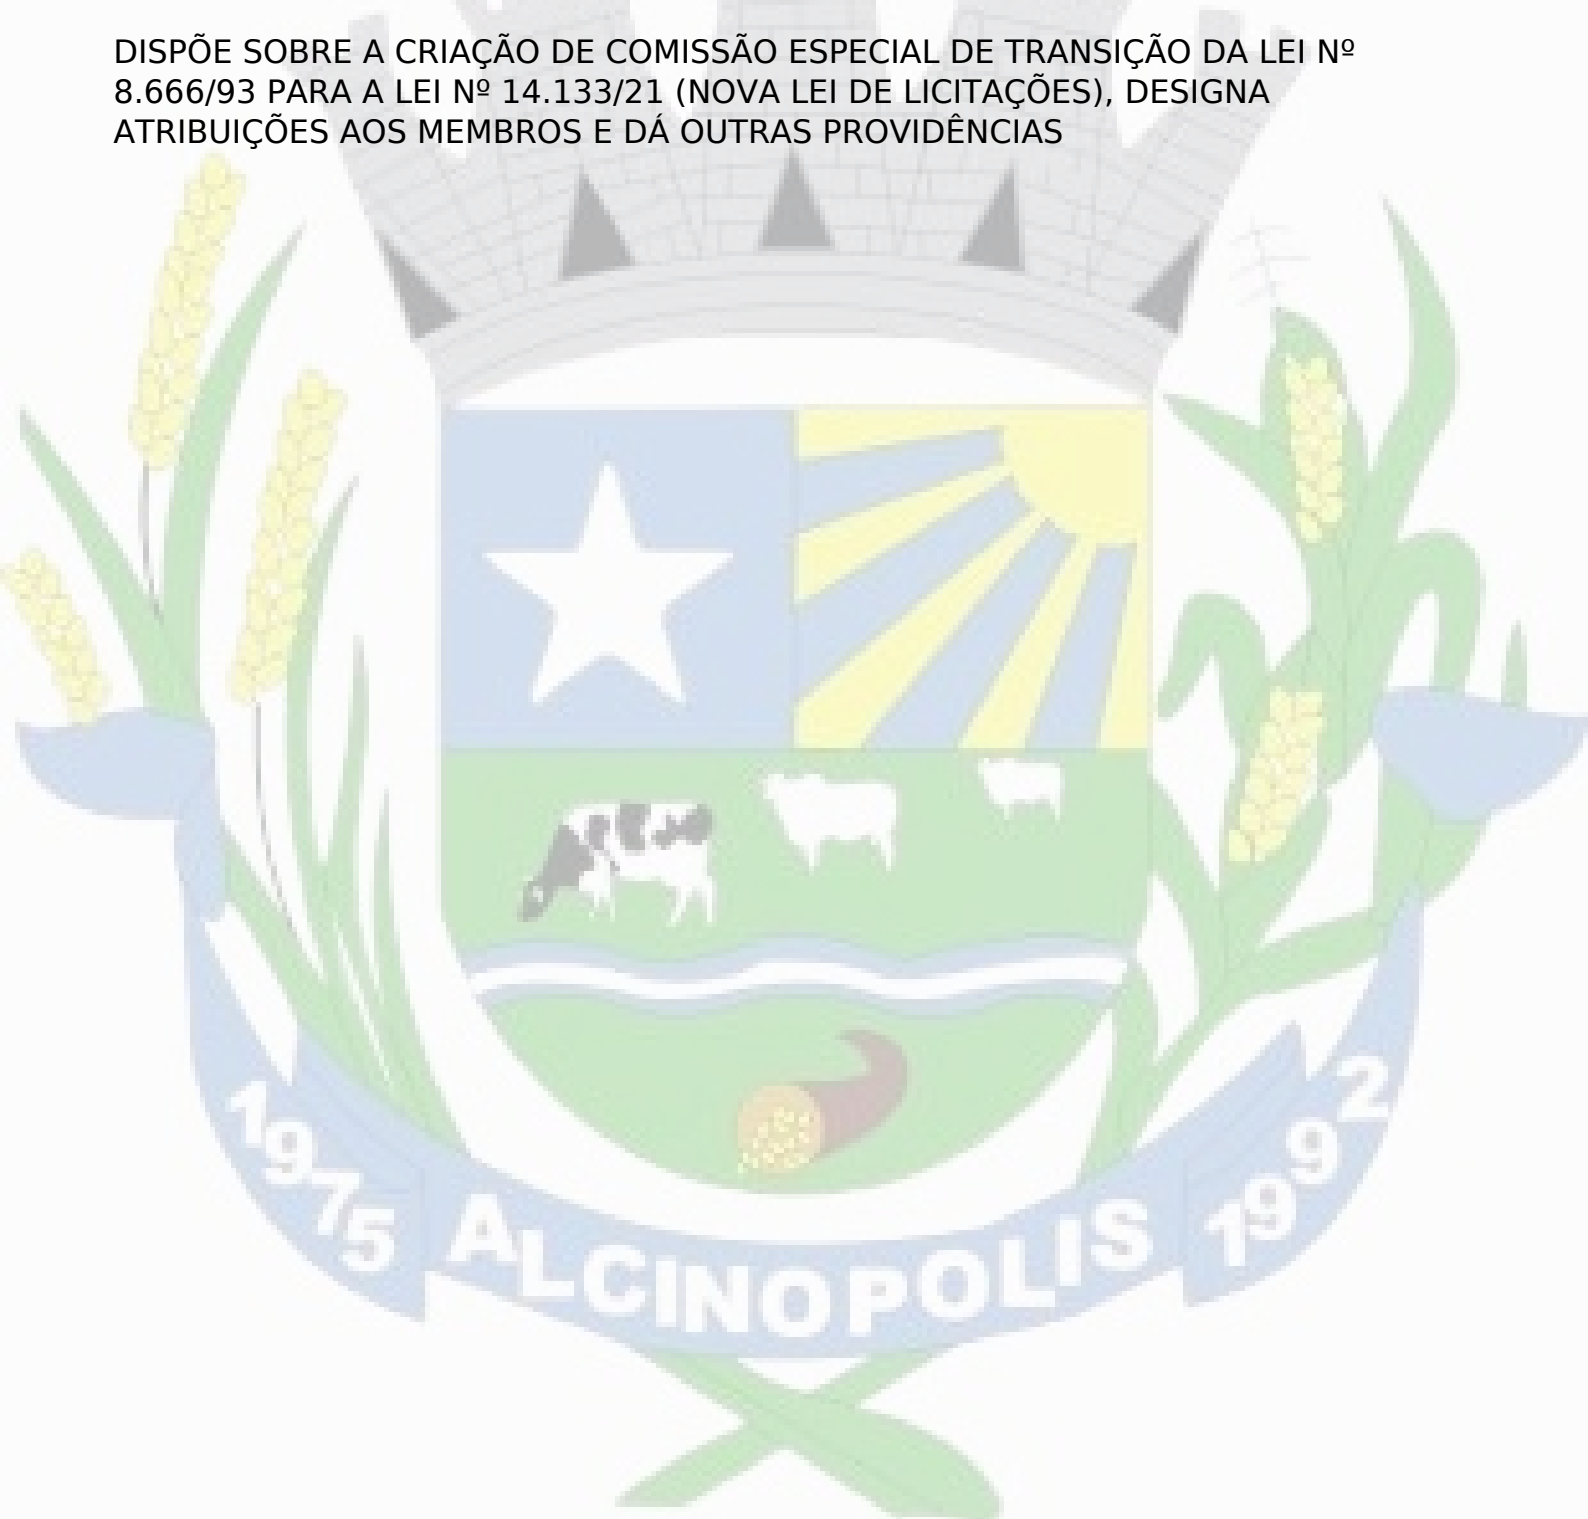 DISPÕE SOBRE A CRIAÇÃO DE COMISSÃO ESPECIAL DE TRANSIÇÃO DA LEI Nº
8.666/93 PARA A LEI Nº 14.133/21 (NOVA LEI DE LICITAÇÕES), DESIGNA
ATRIBUIÇÕES AOS MEMBROS E DÁ OUTRAS PROVIDÊNCIAS
1975 ALCINOPOLIS 1992